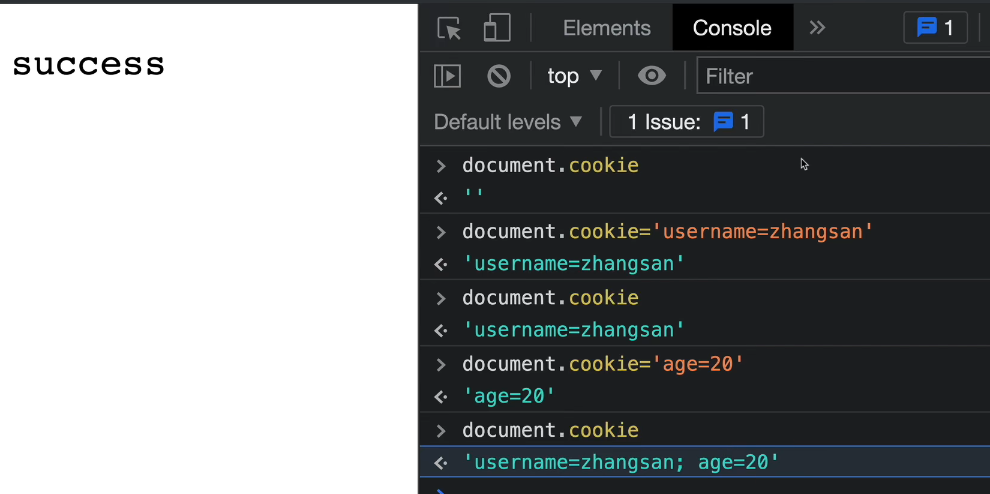 success
Elements Console 1
top Filter
Default levels 1 Issue: 1
> document.cookie
''
> document.cookie='username=zhangsan'
'username=zhangsan'
> document.cookie
'username=zhangsan'
> document.cookie='age=20'
'age=20'
> document.cookie
'username=zhangsan; age=20'